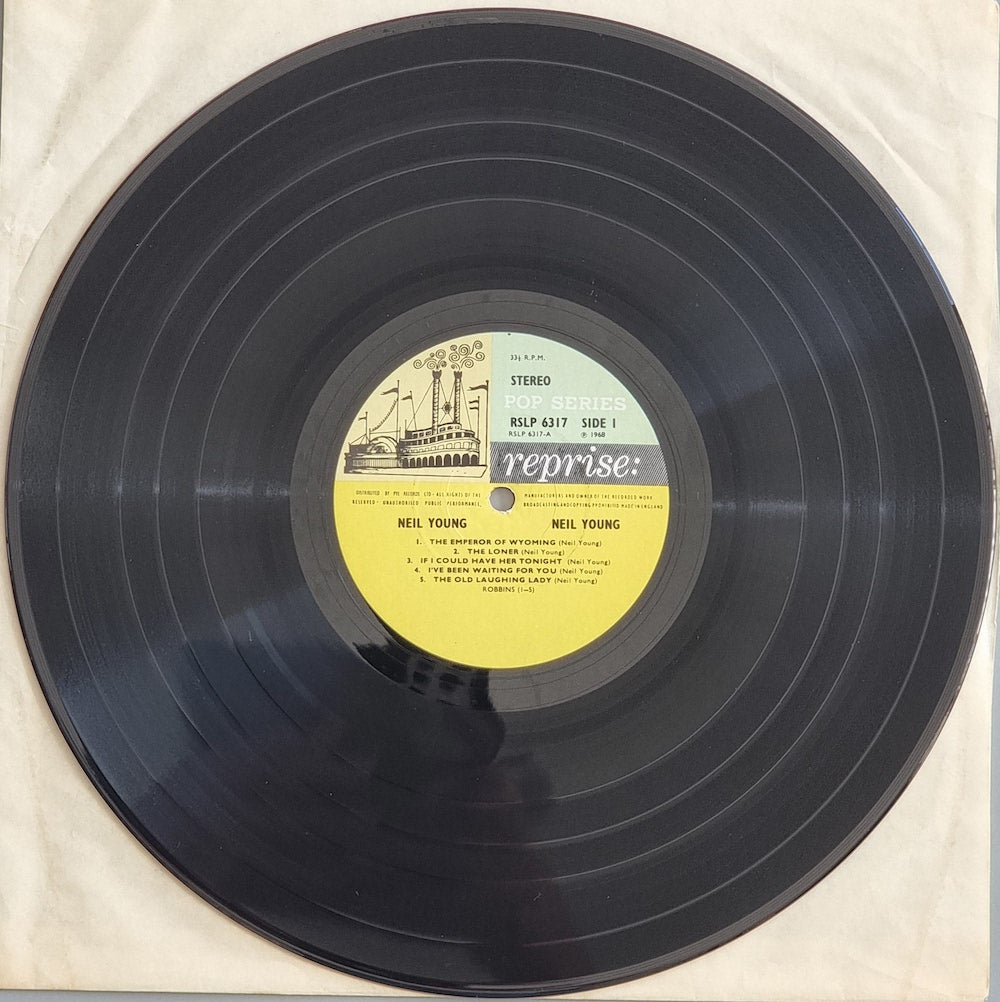 33⅓ R.P.M.
STEREO
POP SERIES
RSLP 6317 SIDE 1
RSLP 6317-A ℗ 1968
reprise:
DISTRIBUTED BY PYE RECORDS LTD · ALL RIGHTS OF THE MANUFACTURERS AND OWNER OF THE RECORDED WORK
RESERVED · UNAUTHORISED PUBLIC PERFORMANCE, BROADCASTING AND COPYING PROHIBITED MADE IN ENGLAND
NEIL YOUNG NEIL YOUNG
1. THE EMPEROR OF WYOMING (Neil Young)
2. THE LONER (Neil Young)
3. IF I COULD HAVE HER TONIGHT (Neil Young)
4. I'VE BEEN WAITING FOR YOU (Neil Young)
5. THE OLD LAUGHING LADY (Neil Young)
ROBBINS (1—5)